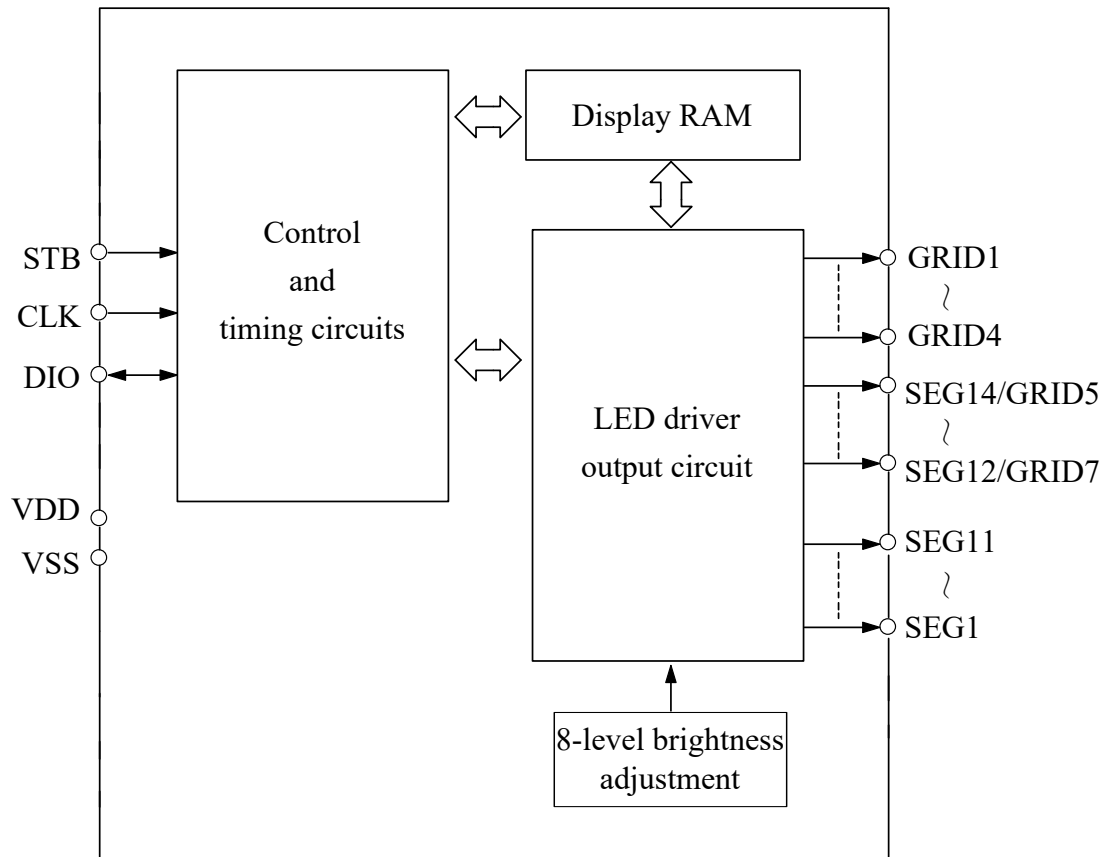 Display RAM
Control
and
timing circuits
STB
CLK
DIO
VDD
VSS
LED driver
output circuit
8-level brightness
adjustment
GRID1
~
GRID4
SEG14/GRID5
~
SEG12/GRID7
SEG11
~
SEG1